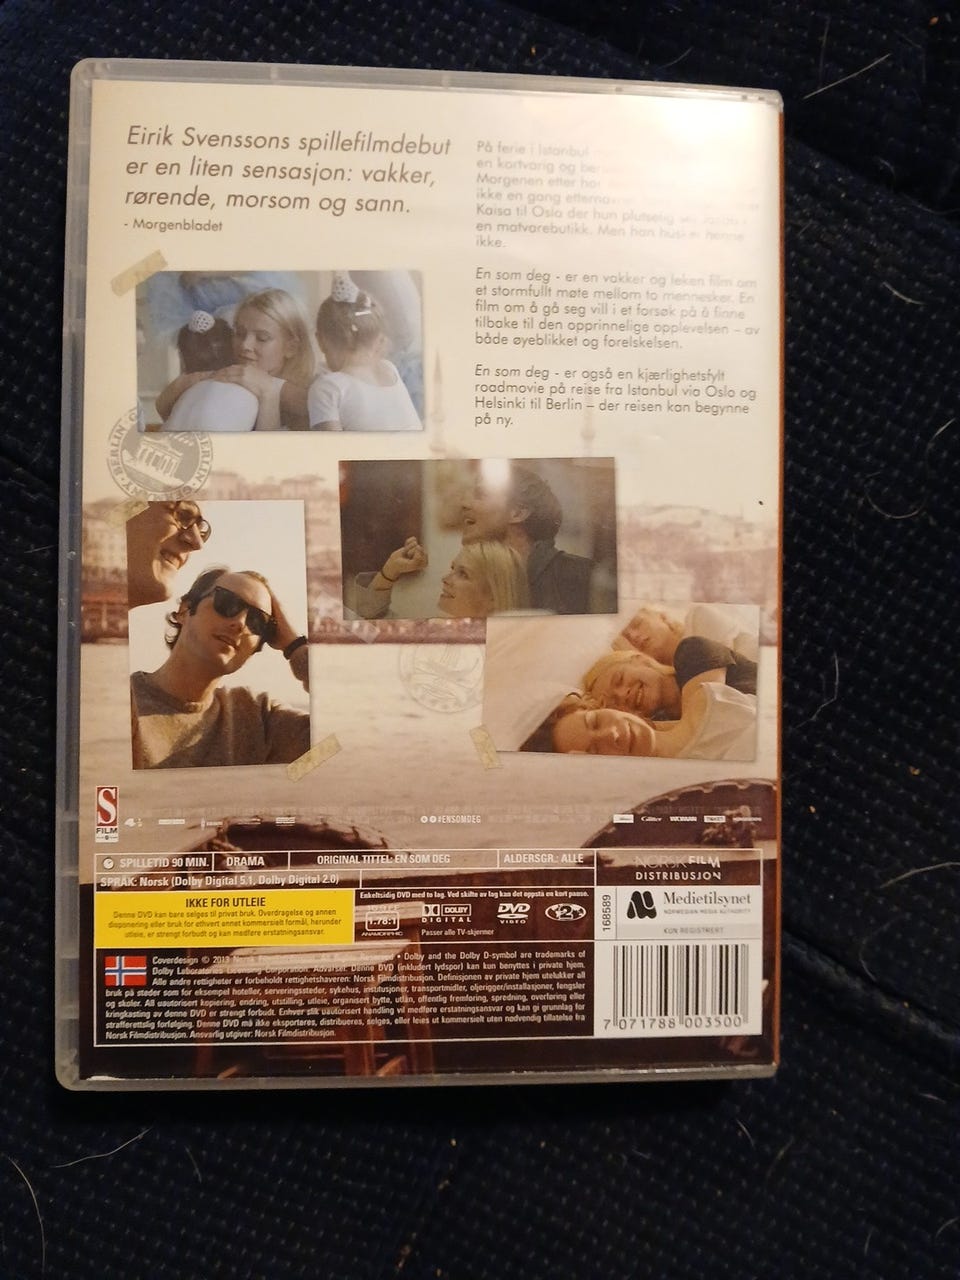 Eirik Svenssons spillefilmdebut
er en liten sensasjon: vakker,
rørende, morsom og sann.
- Morgenbladet
På ferie i Istanbul
en kortvarig og
Morgenen etter har
ikke en gang
Kaisa til Oslo der hun plutselig ser
en matvarebutikk. Men han husker henne
ikke.
En som deg - er en vakker og leken film om
et stormfullt møte mellom to mennesker. En
film om å gå seg vill i et forsøk på å finne
tilbake til den opprinnelige opplevelsen – av
både øyeblikket og forelskelsen.
En som deg - er også en kjærlighetsfylt
roadmovie på reise fra Istanbul via Oslo og
Helsinki til Berlin – der reisen kan begynne
på ny.
BERLIN
GERMANY
BERLIN
S
FILM
#ENSOMDEG
SPILLETID 90 MIN.
DRAMA
ORIGINAL TITTEL: EN SOM DEG
ALDERSGR.: ALLE
NORSK FILM
DISTRIBUSJON
SPRÅK: Norsk (Dolby Digital 5.1, Dolby Digital 2.0)
IKKE FOR UTLEIE
Denne DVD kan bare selges til privat bruk. Overdragelse og annen
disponering eller bruk for ethvert annet kommersielt formål, herunder
utleie, er strengt forbudt og kan medføre erstatningsansvar.
Enkeltsidig DVD med to lag. Ved skifte av lag kan det oppstå en kort pause.
1.78:1
ANAMORPHIC
DOLBY
DIGITAL
DVD
VIDEO
2
Passer alle TV-skjermer
168589
Medietilsynet
NORWEGIAN MEDIA AUTHORITY
KUN REGISTRERT
Coverdesign © 2013 Norsk Reserved • Dolby and the Dolby D-symbol are trademarks of
Dolby Laboratories Licensing Corporation. Advarsel: Denne DVD (inkludert lydspor) kan kun benyttes i private hjem.
Alle andre rettigheter er forbeholdt rettighetshaveren: Norsk Filmdistribusjon. Definisjonen av private hjem utelukker all
bruk på steder som for eksempel hoteller, serveringssteder, sykehus, institusjoner, transportmidler, oljerigger/installasjoner, fengsler
og skoler. All uautorisert kopiering, endring, utstilling, utleie, organisert bytte, utlån, offentlig fremføring, spredning, overføring eller
kringkasting av denne DVD er strengt forbudt. Enhver slik uautorisert handling vil medføre erstatningsansvar og kan gi grunnlag for
strafferettslig forfølging. Denne DVD må ikke eksporteres, distribueres, selges, eller leies ut kommersielt uten nødvendig tillatelse fra
Norsk Filmdistribusjon. Ansvarlig utgiver: Norsk Filmdistribusjon.
7 071788 003500